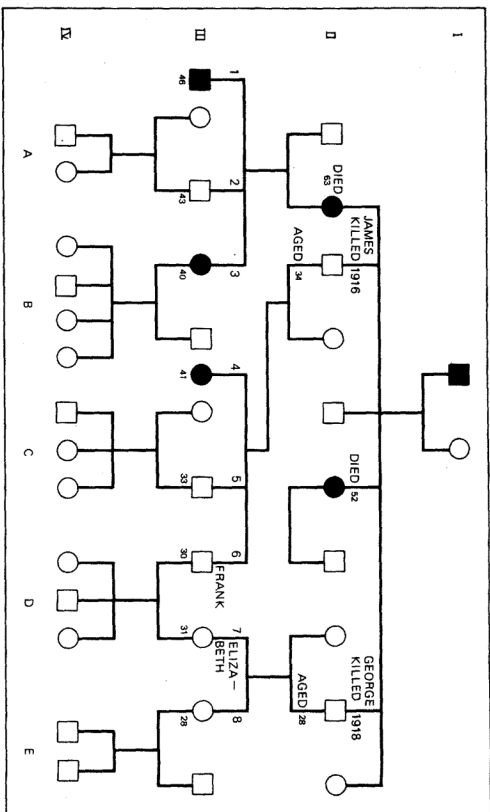 I
II
JAMES
KILLED 1916
DIED
63
AGED 34
DIED 52
GEORGE
KILLED 1918
AGED 28
III
1 2 3 4 5 6 7 8
FRANK
ELIZA-
BETH
46 43 40 41 33 30 31 28
IV
A B C D E